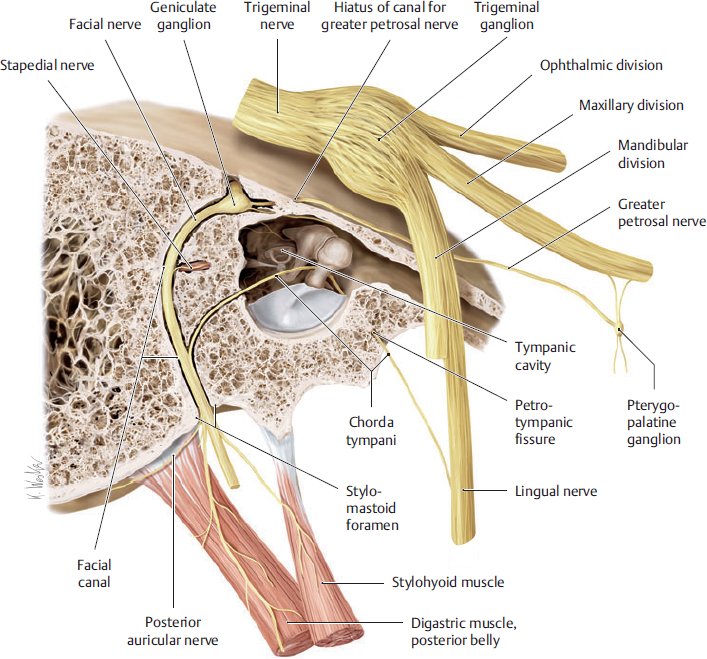 Geniculate
ganglion
Trigeminal
nerve
Hiatus of canal for
greater petrosal nerve
Trigeminal
ganglion
Facial nerve
Stapedial nerve
Ophthalmic division
Maxillary division
Mandibular
division
Greater
petrosal nerve
Tympanic
cavity
Petro-
tympanic
fissure
Pterygo-
palatine
ganglion
Chorda
tympani
Lingual nerve
Stylo-
mastoid
foramen
Facial
canal
Stylohyoid muscle
Posterior
auricular nerve
Digastric muscle,
posterior belly